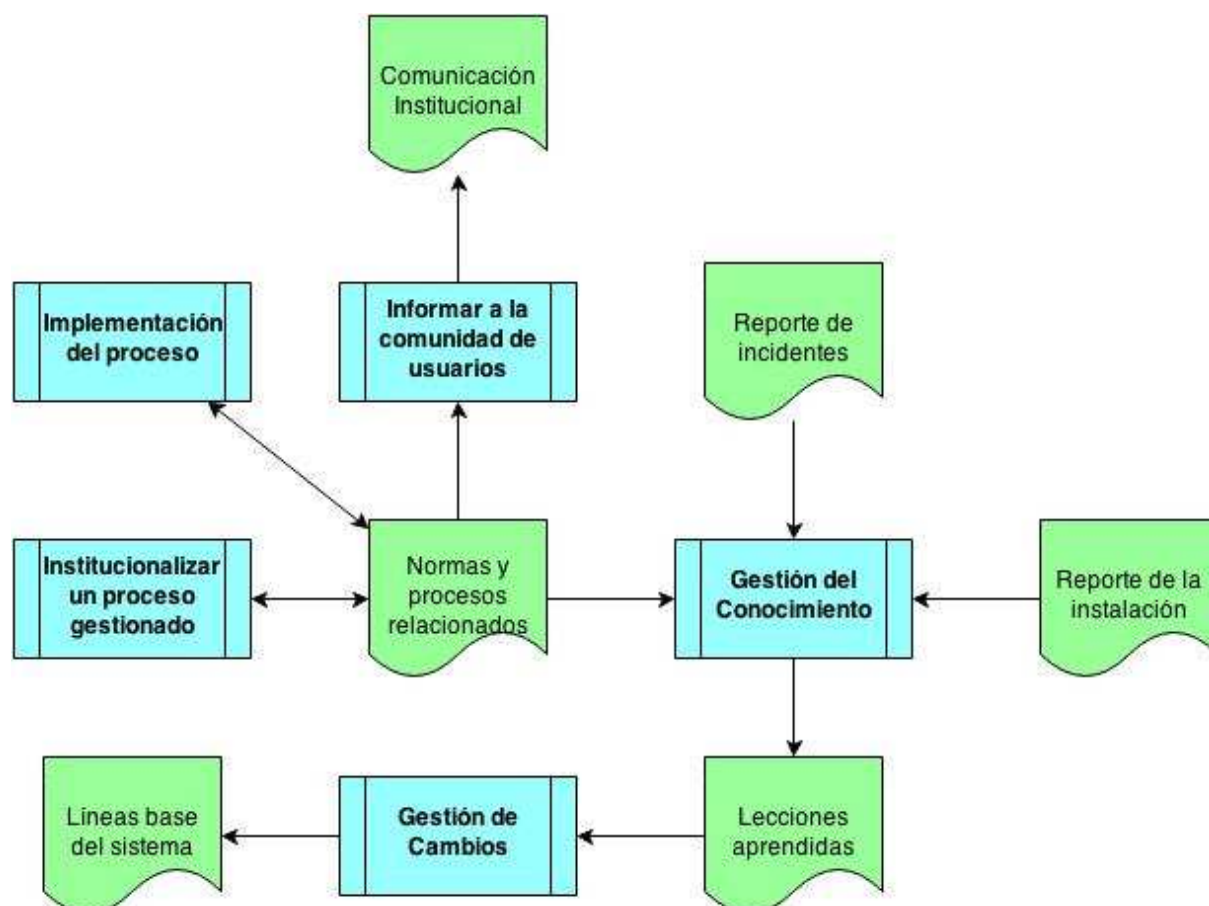 Comunicación
Institucional
Implementación
del proceso
Informar a la
comunidad de
usuarios
Reporte de
incidentes
Institucionalizar
un proceso
gestionado
Normas y
procesos
relacionados
Gestión del
Conocimiento
Reporte de la
instalación
Líneas base
del sistema
Gestión de
Cambios
Lecciones
aprendidas